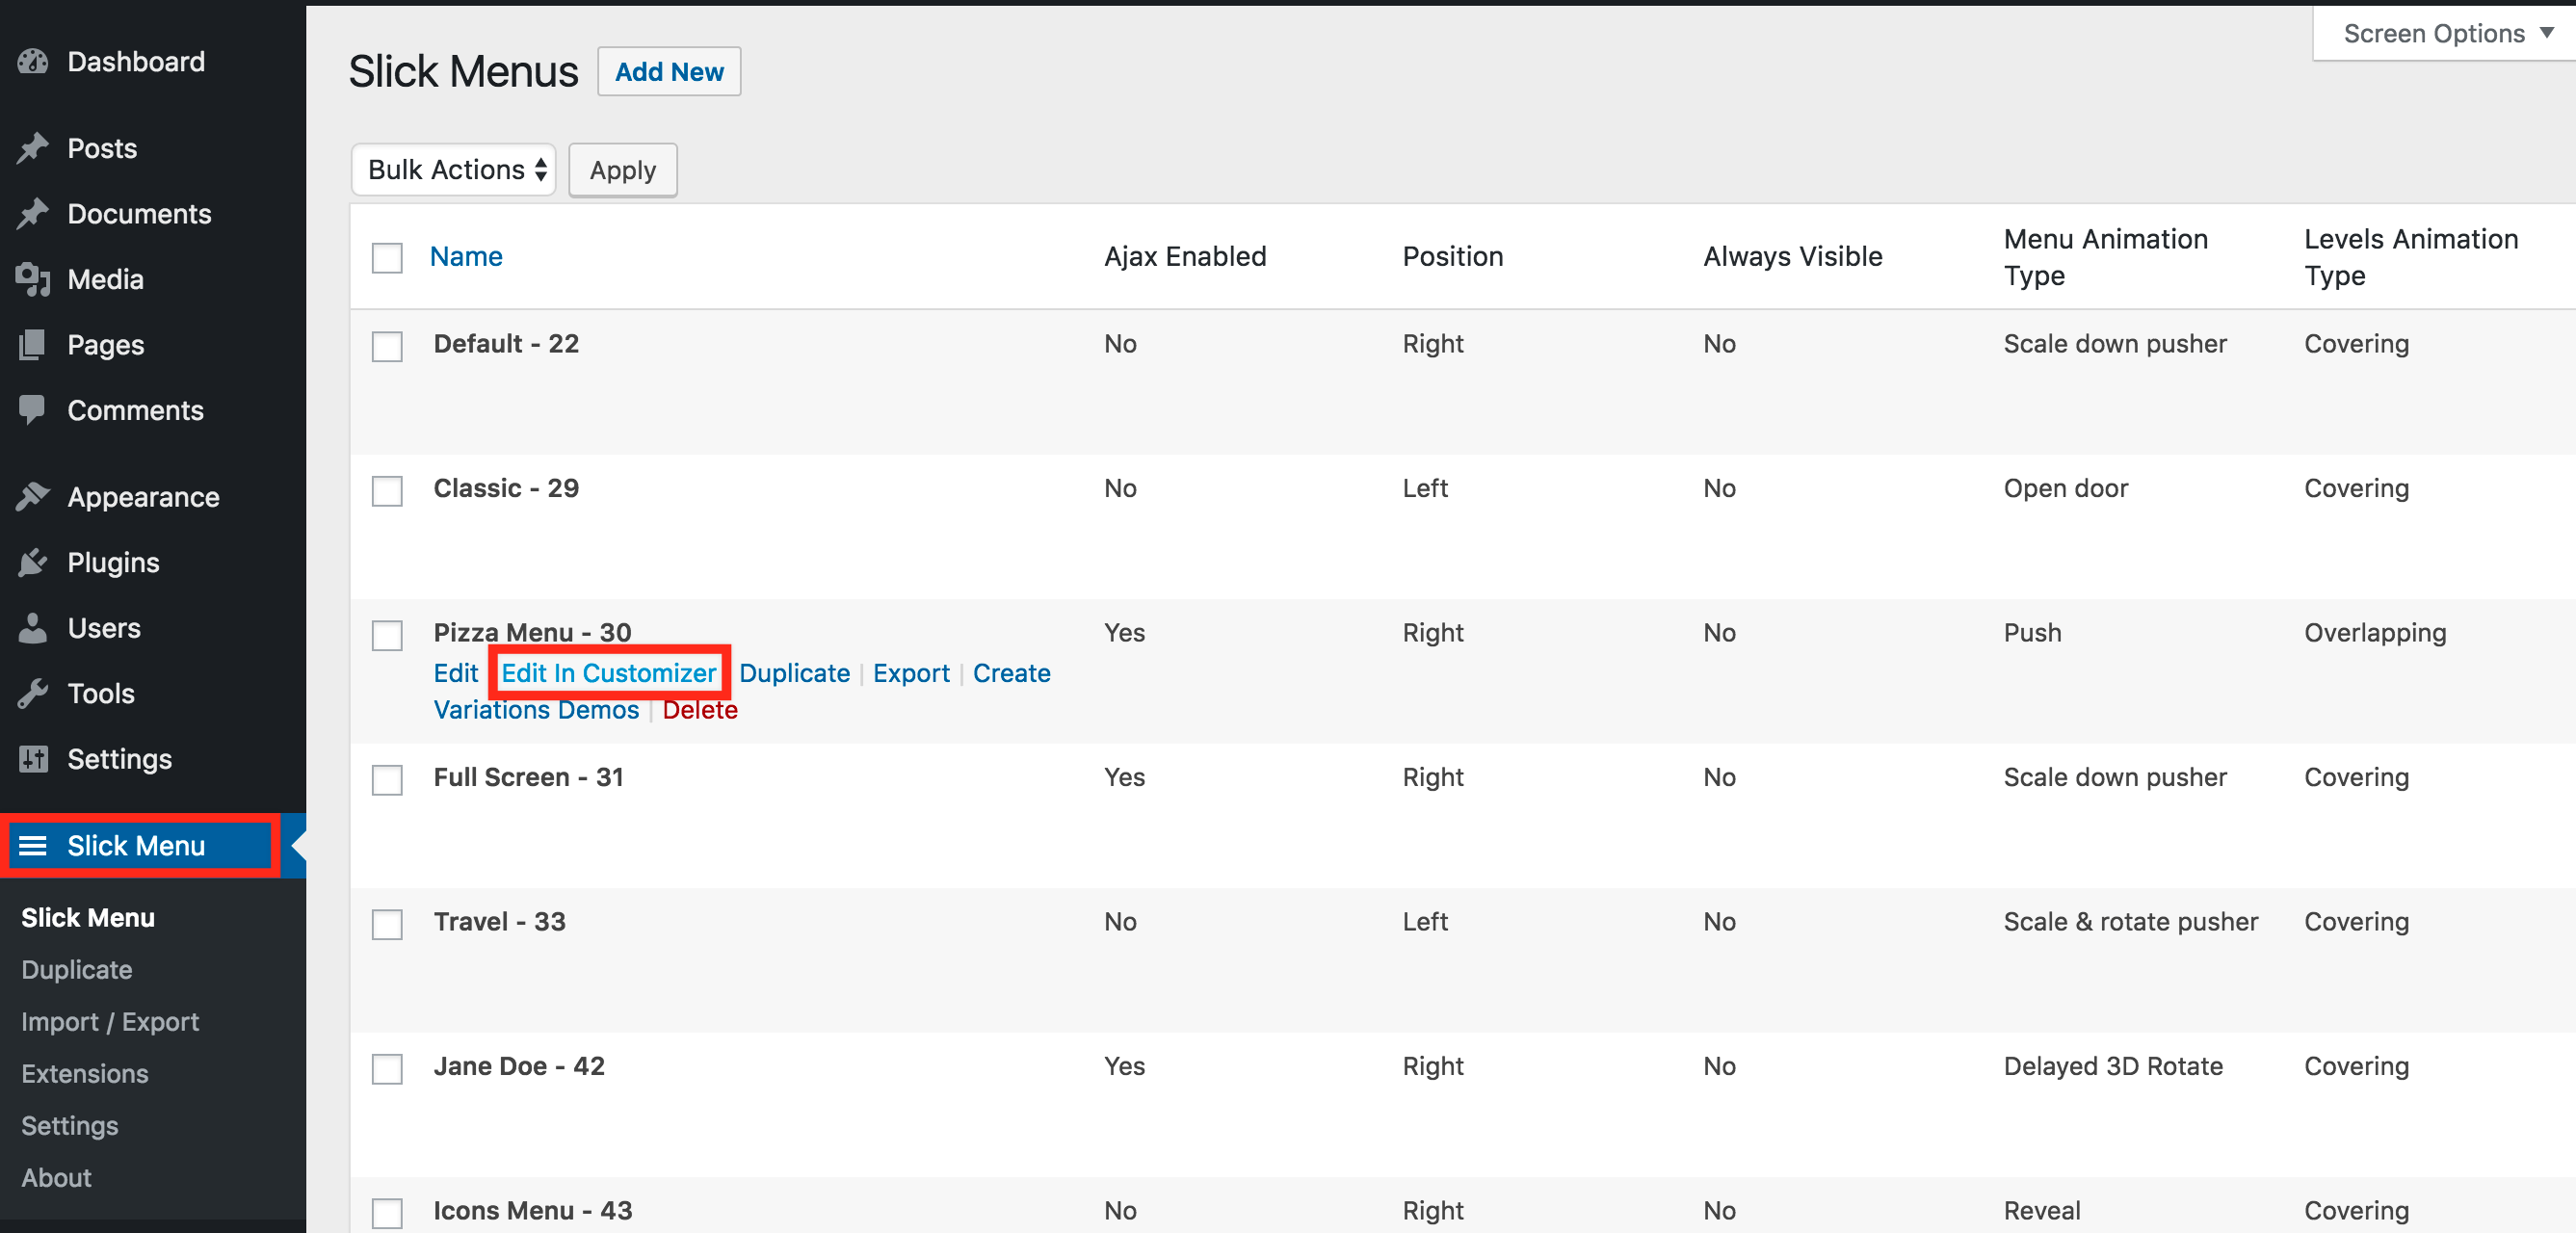 Dashboard
Posts
Documents
Media
Pages
Comments
Appearance
Plugins
Users
Tools
Settings
Slick Menu
Slick Menu
Duplicate
Import / Export
Extensions
Settings
About
Screen Options
Slick Menus Add New
Bulk Actions Apply
Name Ajax Enabled Position Always Visible Menu Animation Type Levels Animation Type
Default - 22 No Right No Scale down pusher Covering
Classic - 29 No Left No Open door Covering
Pizza Menu - 30 Yes Right No Push Overlapping
Edit Edit In Customizer Duplicate | Export | Create
Variations Demos | Delete
Full Screen - 31 Yes Right No Scale down pusher Covering
Travel - 33 No Left No Scale & rotate pusher Covering
Jane Doe - 42 Yes Right No Delayed 3D Rotate Covering
Icons Menu - 43 No Right No Reveal Covering